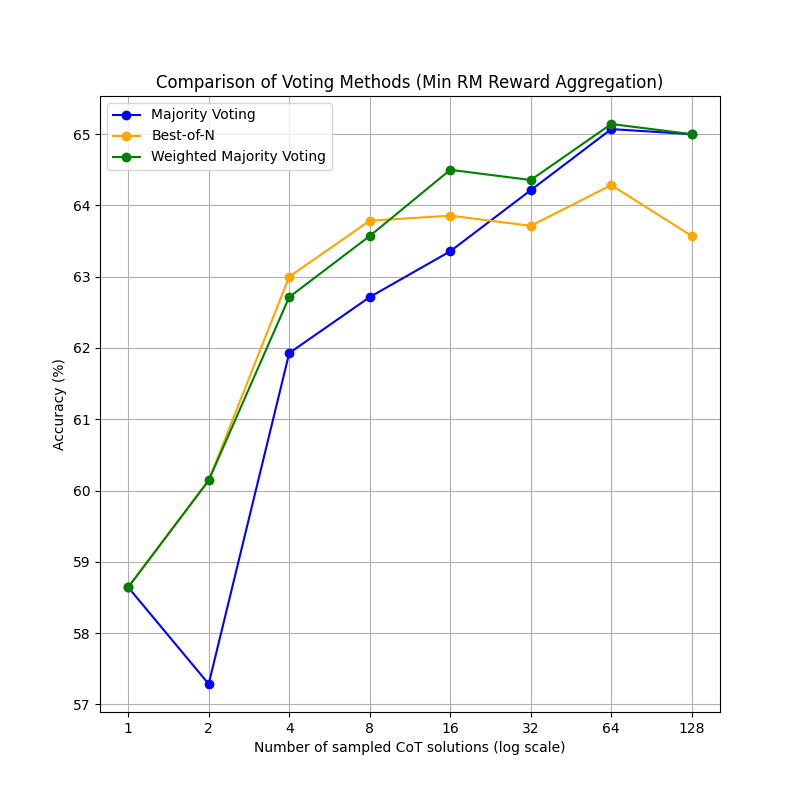 Comparison of Voting Methods (Min RM Reward Aggregation)
Majority Voting
Best-of-N
Weighted Majority Voting
65
64
63
62
61
60
59
58
57
Accuracy (%)
1 2 4 8 16 32 64 128
Number of sampled CoT solutions (log scale)